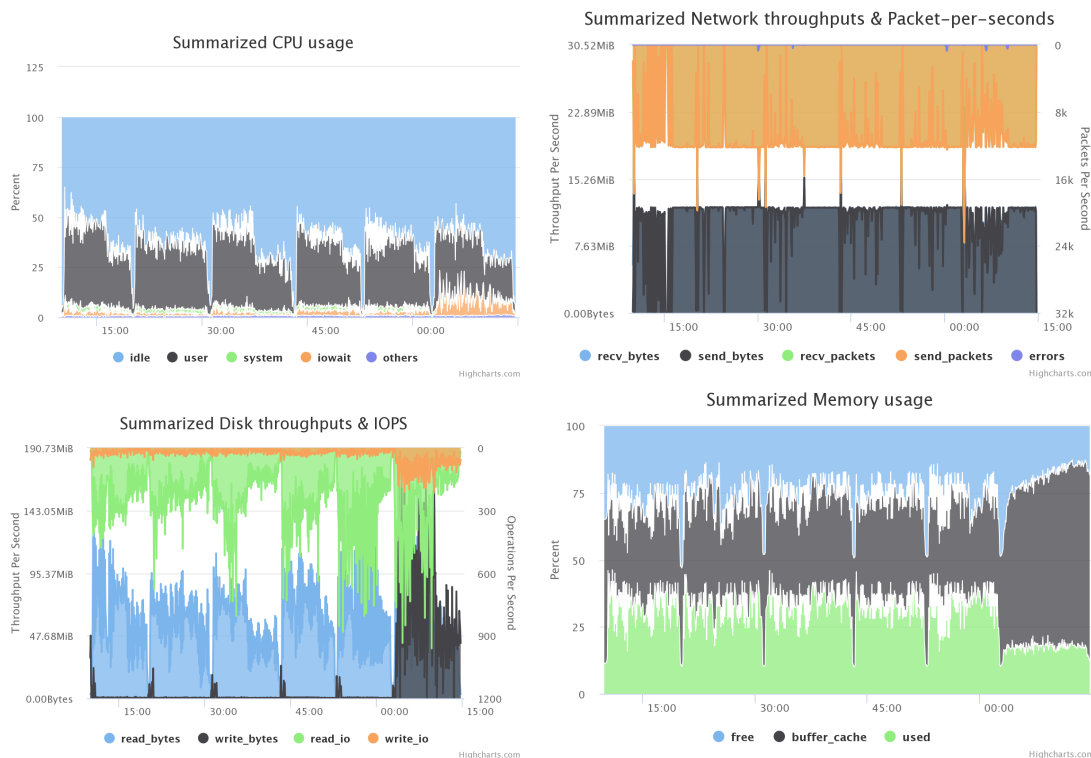 Summarized CPU usage
125
100
75
50
25
0
Percent
15:00
30:00
45:00
00:00
idle user system iowait others
Highcharts.com
Summarized Network throughputs & Packet-per-seconds
30.52MiB
22.89MiB
15.26MiB
7.63MiB
0.00Bytes
Throughput Per Second
0
8k
16k
24k
32k
Packets Per Second
15:00
30:00
45:00
00:00
15:00
recv_bytes send_bytes recv_packets send_packets errors
Highcharts.com
Summarized Disk throughputs & IOPS
190.73MiB
143.05MiB
95.37MiB
47.68MiB
0.00Bytes
Throughput Per Second
0
300
600
900
1200
Operations Per Second
15:00
30:00
45:00
00:00
15:00
read_bytes write_bytes read_io write_io
Highcharts.com
Summarized Memory usage
100
75
50
25
0
Percent
15:00
30:00
45:00
00:00
free buffer_cache used
Highcharts.com